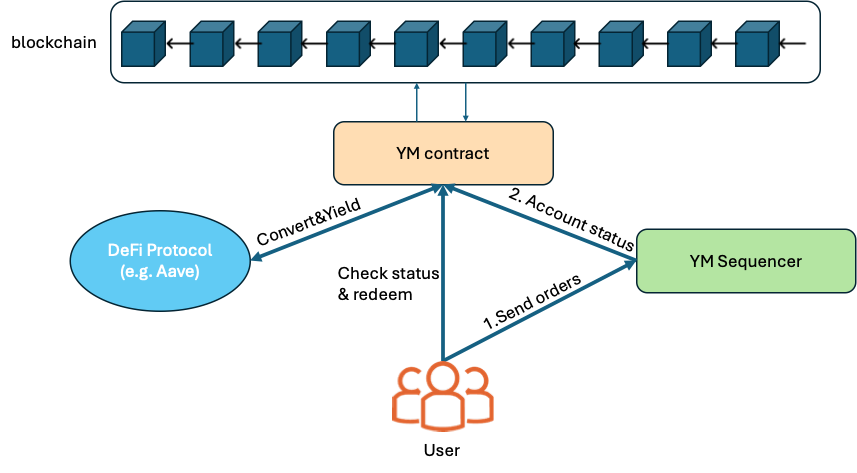 blockchain
YM contract
Convert&Yield
2. Account status
DeFi Protocol
(e.g. Aave)
YM Sequencer
Check status
& redeem
1.Send orders
User